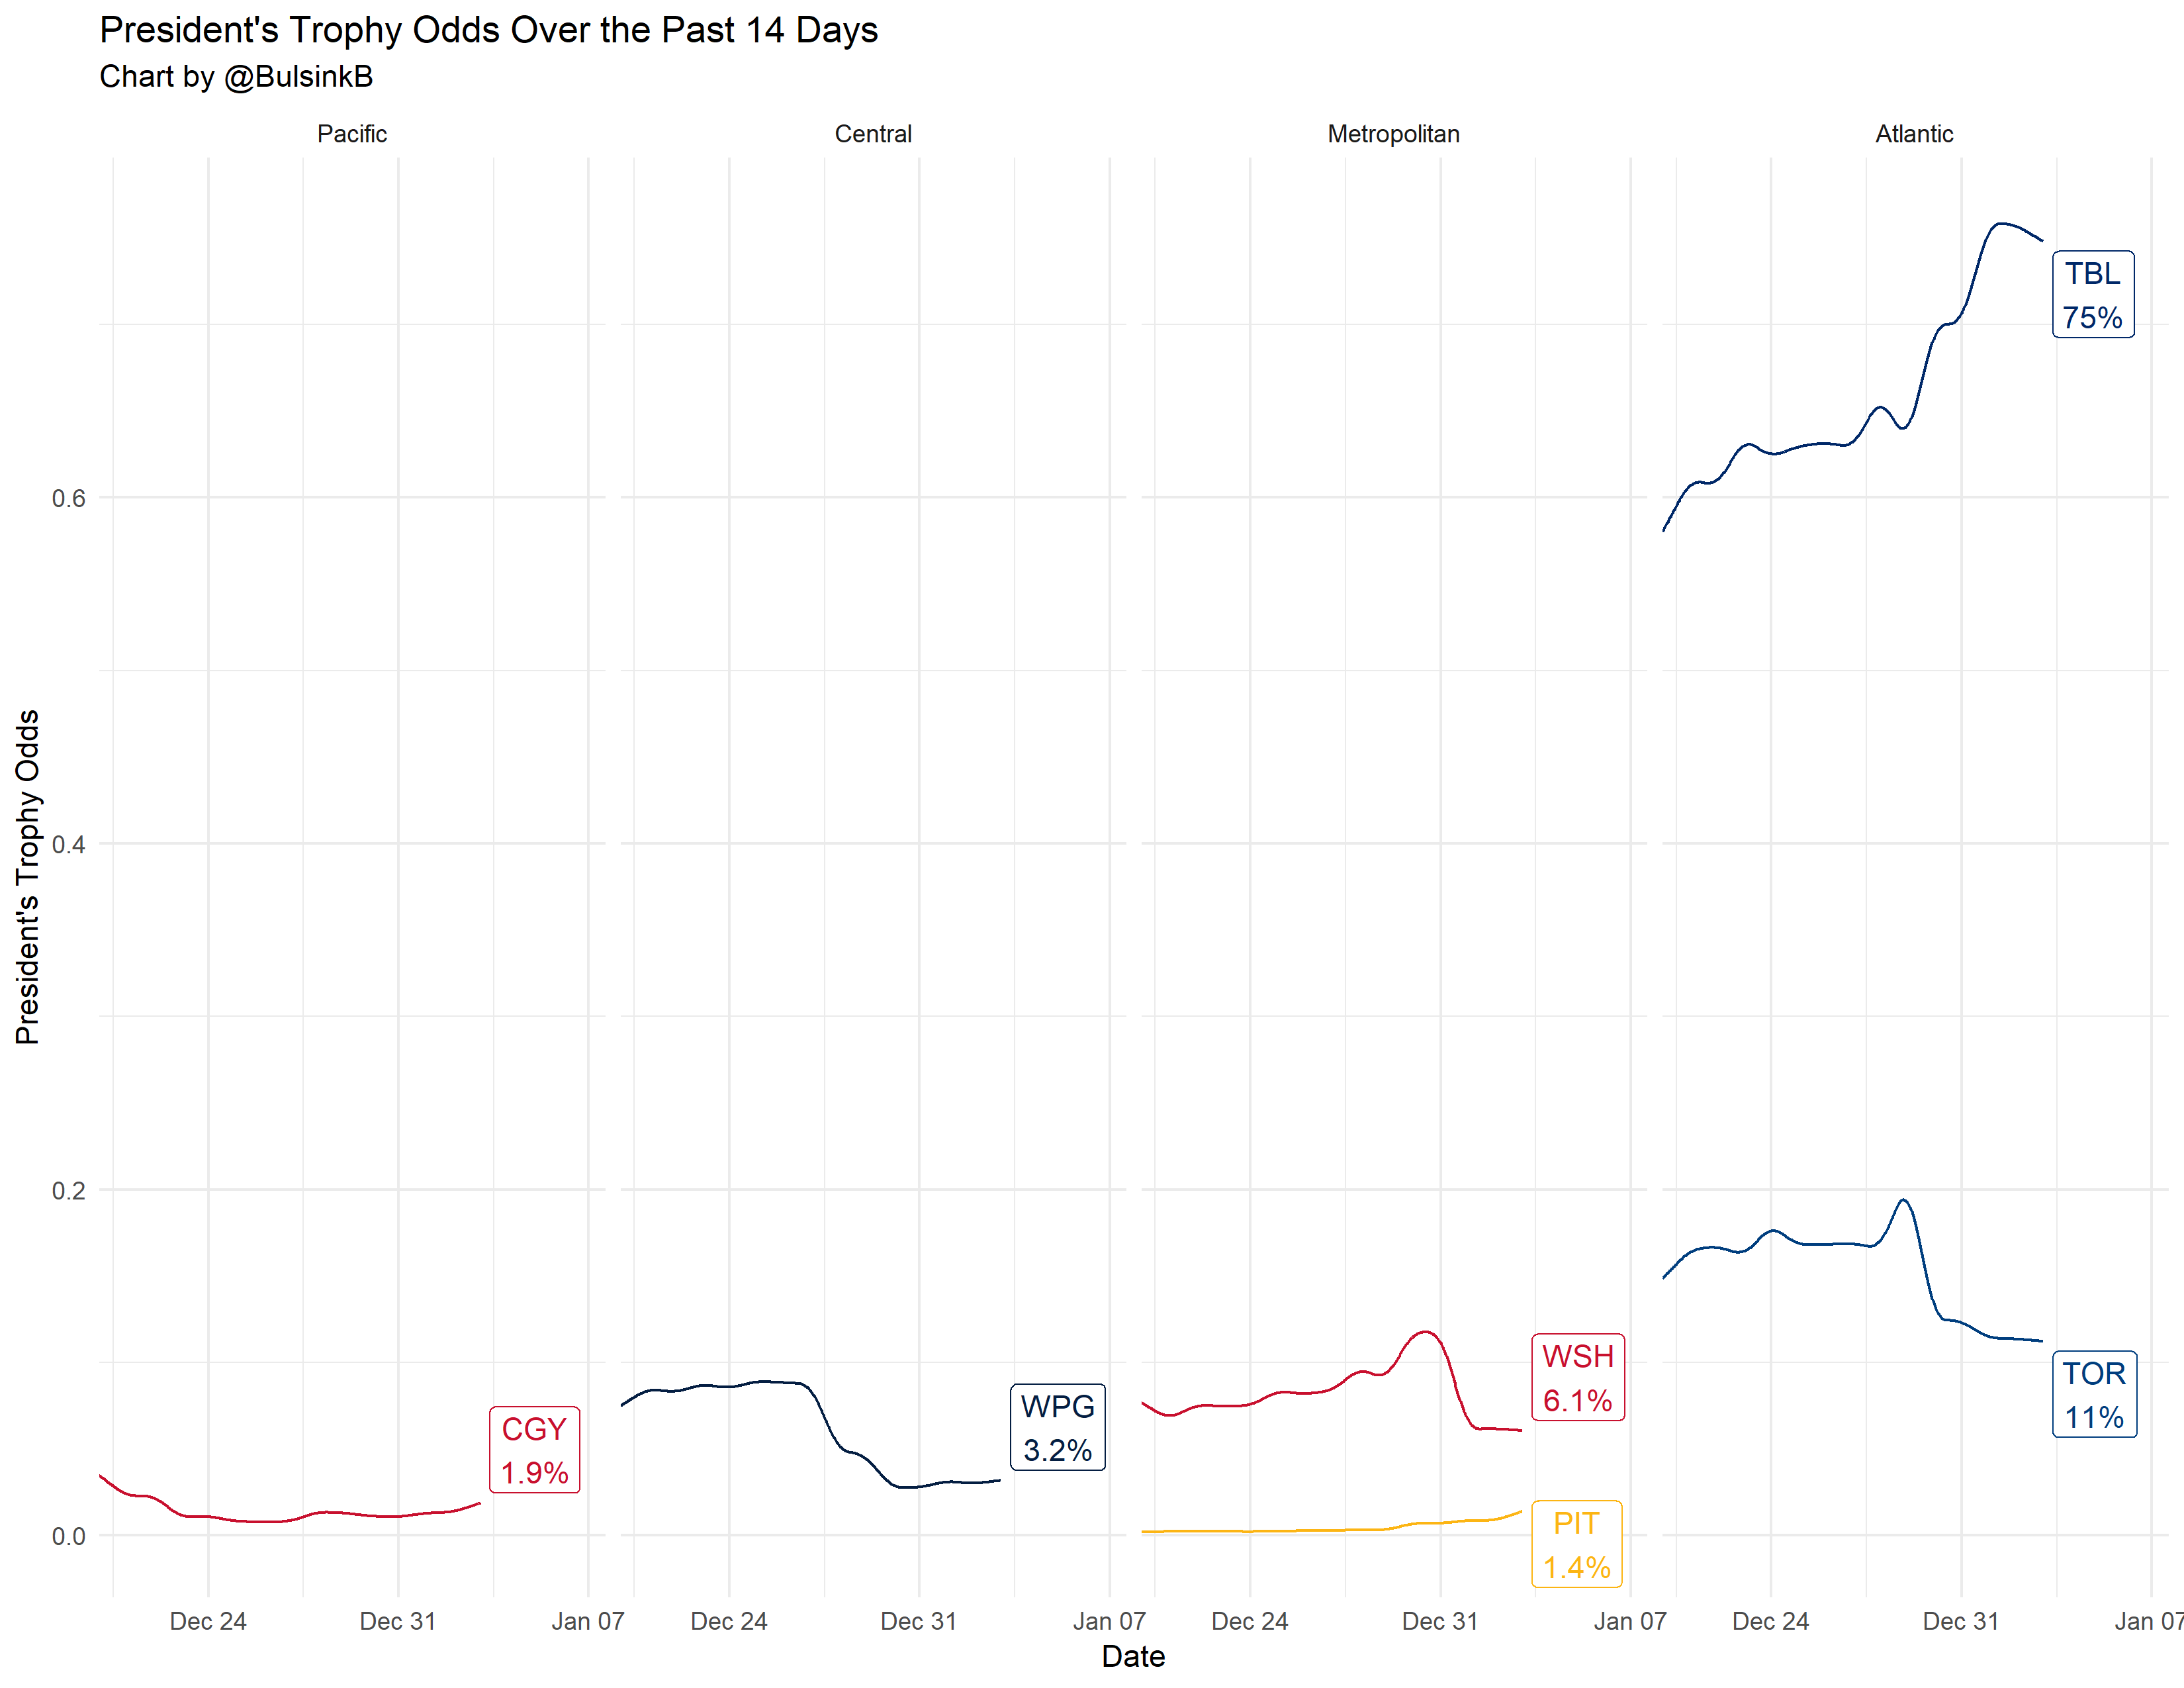 President's Trophy Odds Over the Past 14 Days
Chart by @BulsinkB
Pacific
Central
Metropolitan
Atlantic
President's Trophy Odds
0.6
0.4
0.2
0.0
TBL
75%
TOR
11%
WSH
6.1%
PIT
1.4%
WPG
3.2%
CGY
1.9%
Dec 24
Dec 31
Jan 07
Dec 24
Dec 31
Jan 07
Dec 24
Dec 31
Jan 07
Dec 24
Dec 31
Jan 07
Date